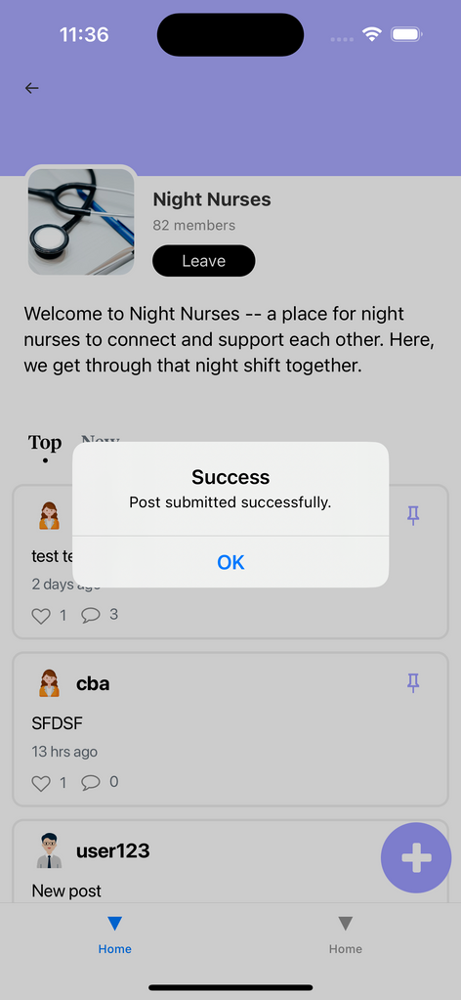 11:36
Night Nurses
82 members
Leave
Welcome to Night Nurses -- a place for night
nurses to connect and support each other. Here,
we get through that night shift together.
Top New
Success
Post submitted successfully.
OK
test
2 days ago
1 3
cba
SFDSF
13 hrs ago
1 0
user123
New post
Home Home